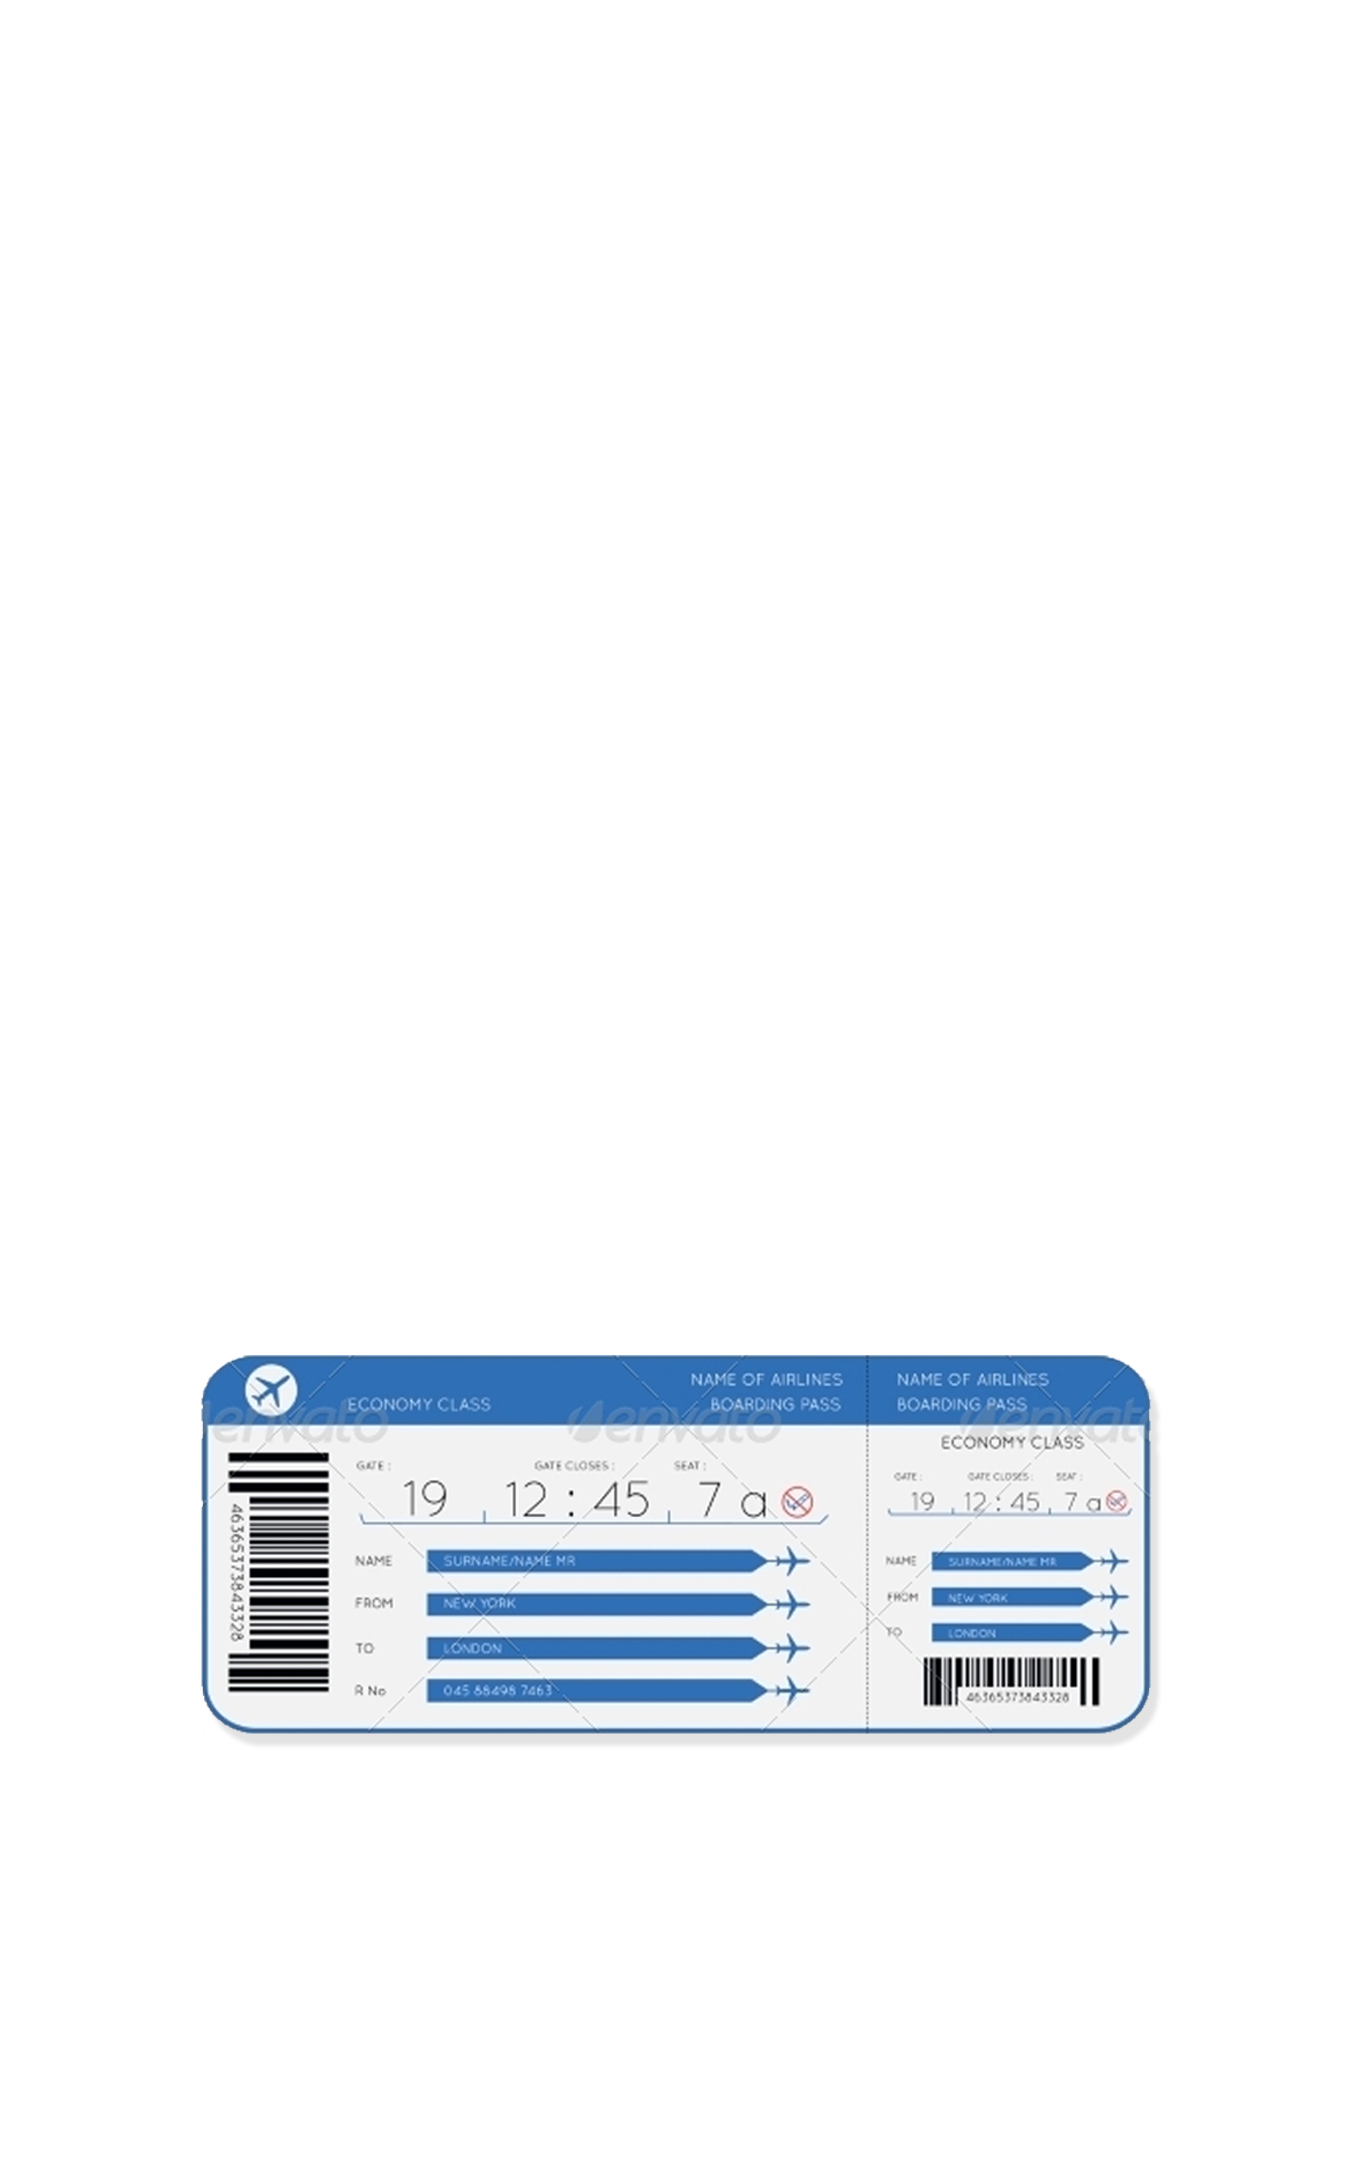 ECONOMY CLASS
NAME OF AIRLINES
BOARDING PASS
GATE : GATE CLOSES : SEAT :
19 12 : 45 7 a
NAME SURNAME/NAME MR
FROM NEW YORK
TO LONDON
R No 045 88498 7463
46365373843328
NAME OF AIRLINES
BOARDING PASS
ECONOMY CLASS
GATE : GATE CLOSES : SEAT :
19 12 : 45 7 a
NAME SURNAME/NAME MR
FROM NEW YORK
TO LONDON
46365373843328
envato
envato
envato